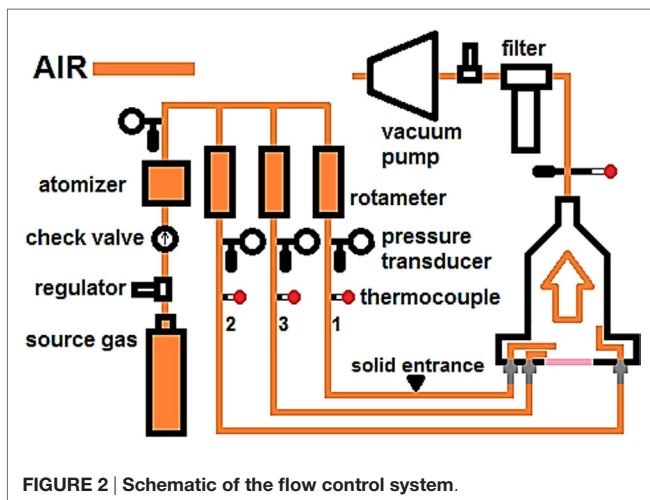 AIR
filter
vacuum
pump
atomizer
rotameter
check valve
pressure
transducer
regulator
thermocouple
2
3
1
source gas
solid entrance
FIGURE 2 | Schematic of the flow control system.